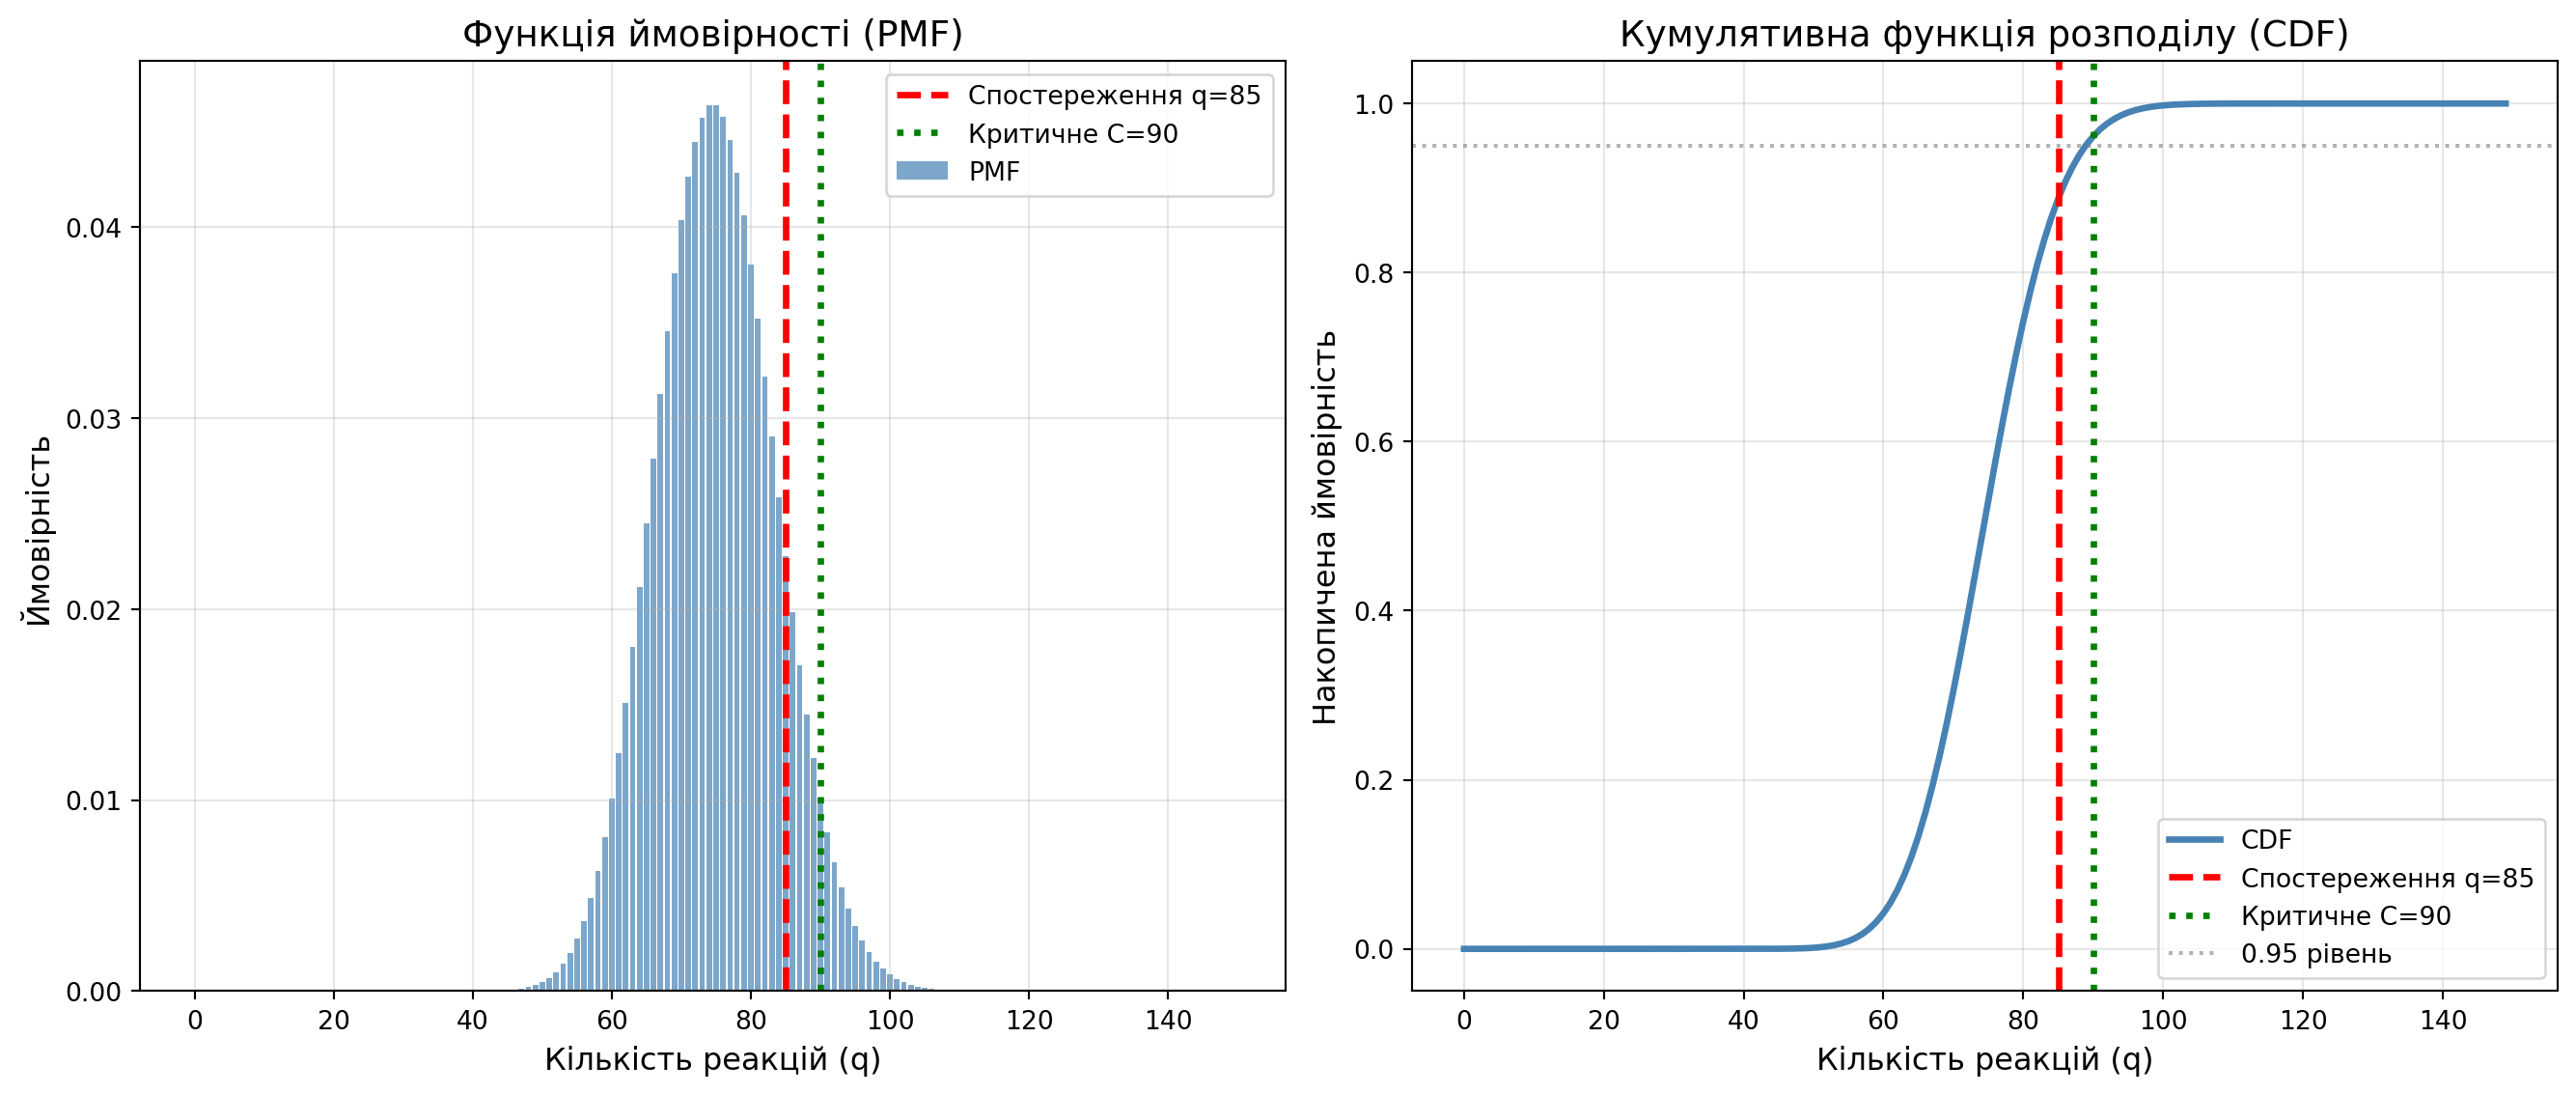 Функція ймовірності (PMF)
Ймовірність
0.04
0.03
0.02
0.01
0.00
0 20 40 60 80 100 120 140
Кількість реакцій (q)
Спостереження q=85
Критичне C=90
PMF
Кумулятивна функція розподілу (CDF)
Накопичена ймовірність
1.0
0.8
0.6
0.4
0.2
0.0
0 20 40 60 80 100 120 140
Кількість реакцій (q)
CDF
Спостереження q=85
Критичне C=90
0.95 рівень